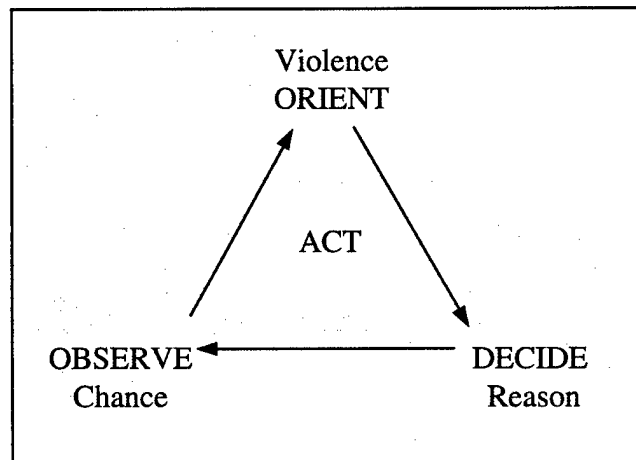 Violence
ORIENT
ACT
OBSERVE
Chance
DECIDE
Reason